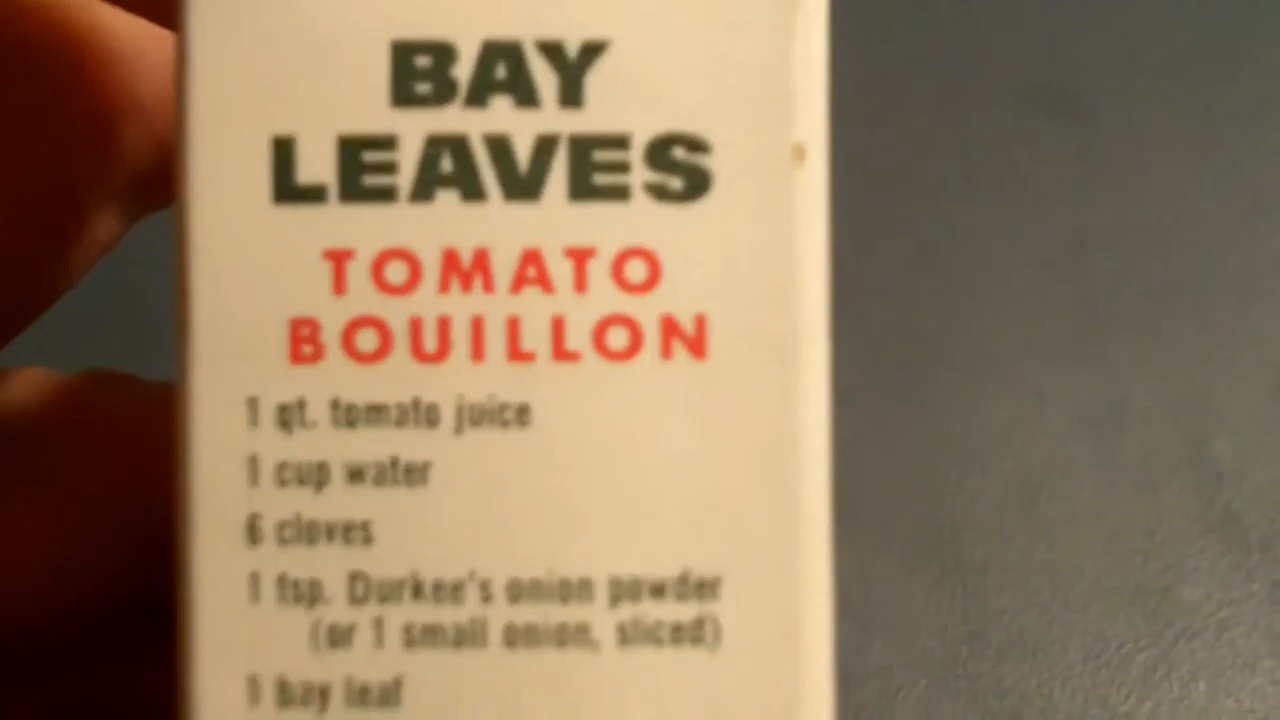 BAY
LEAVES
TOMATO
BOUILLON
1 qt. tomato juice
1 cup water
6 cloves
1 tsp. Durkee's onion powder
(or 1 small onion, sliced)
1 bay leaf